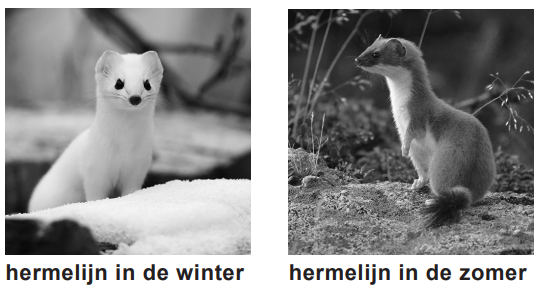 hermelijn in de winter
hermelijn in de zomer